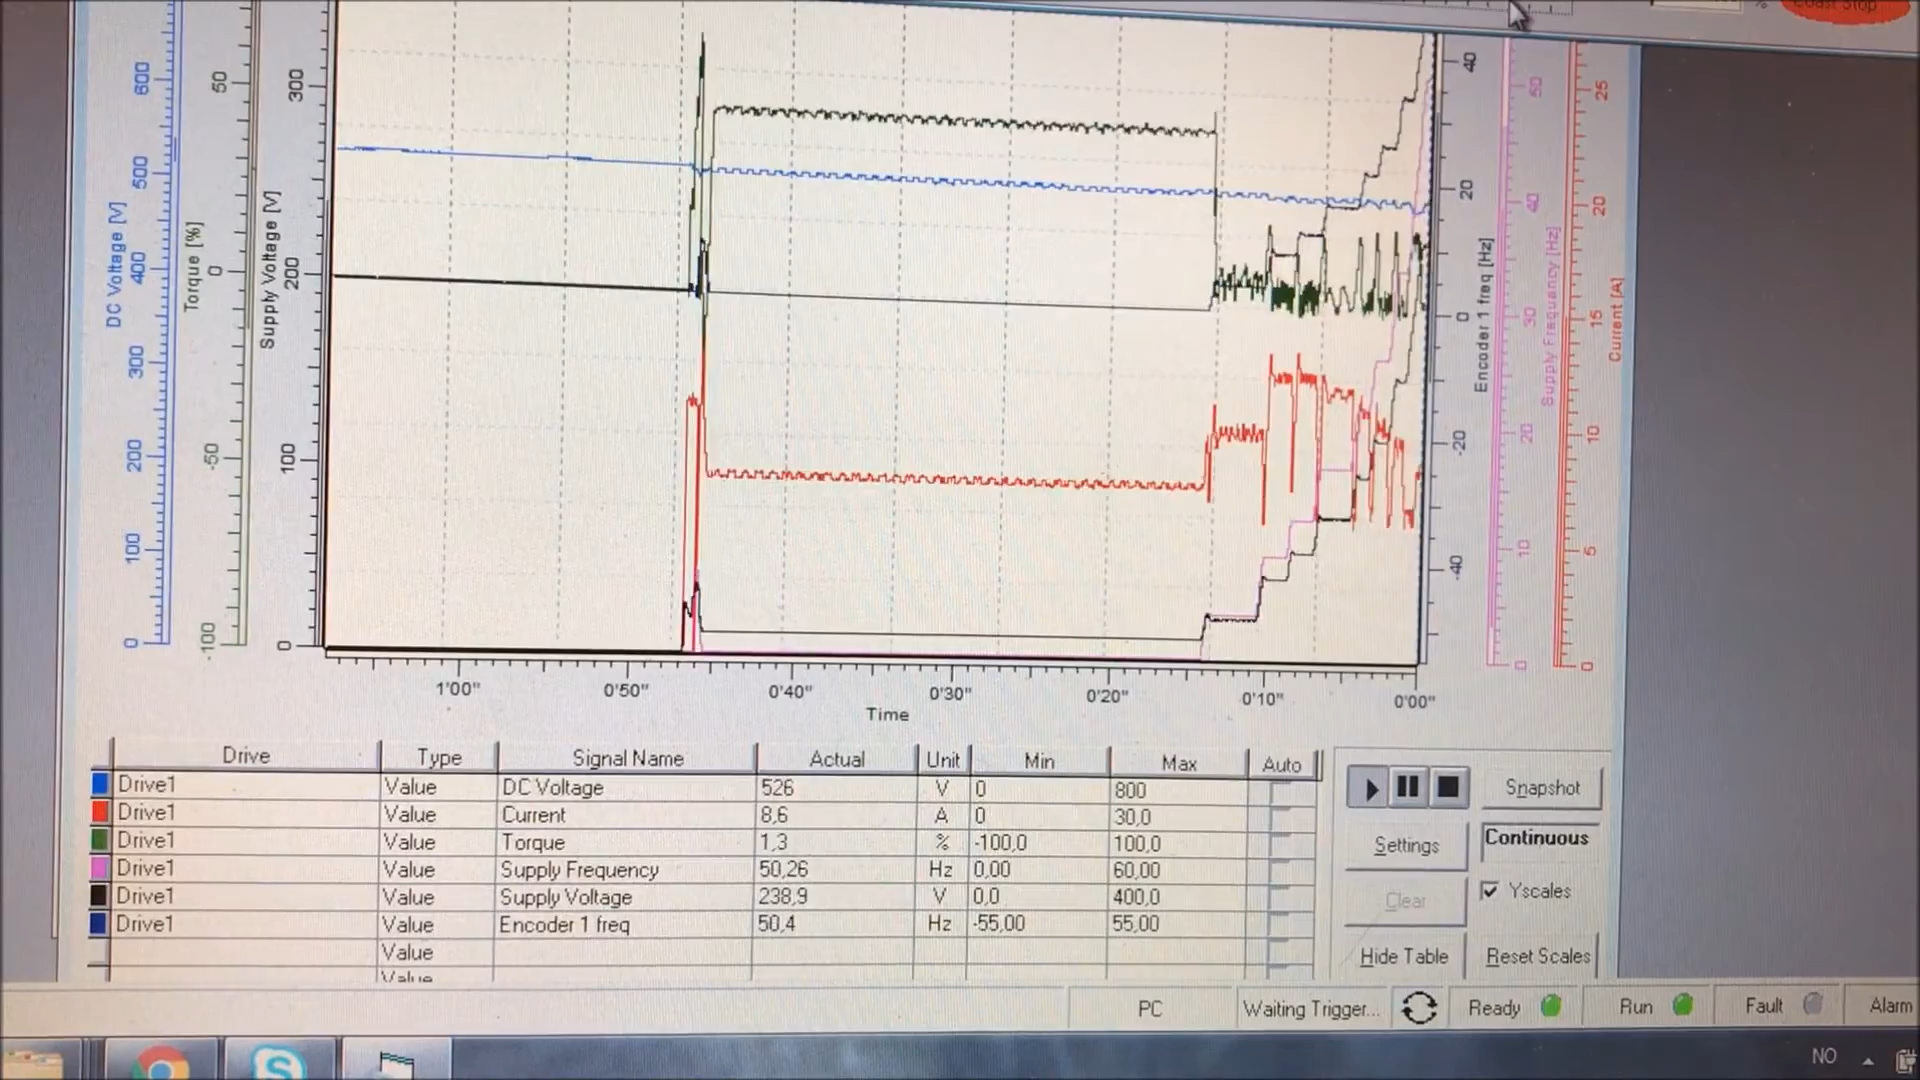 Coast Stop
%
600
500
400
300
200
100
0
DC Voltage [V]
50
0
-50
-100
Torque [%]
300
200
100
0
Supply Voltage [V]
40
20
0
-20
-40
Encoder 1 freq [Hz]
50
40
30
20
10
0
Supply Frequency [Hz]
25
20
15
10
5
0
Current [A]
1'00" 0'50" 0'40" 0'30" 0'20" 0'10" 0'00"
Time
Drive Type Signal Name Actual Unit Min Max Auto
Drive1 Value DC Voltage 526 V 0 800
Drive1 Value Current 8,6 A 0 30,0
Drive1 Value Torque 1,3 % -100,0 100,0
Drive1 Value Supply Frequency 50,26 Hz 0,00 60,00
Drive1 Value Supply Voltage 238,9 V 0,0 400,0
Drive1 Value Encoder 1 freq 50,4 Hz -55,00 55,00
Value
Value
Snapshot
Settings Continuous
Clear Yscales
Hide Table Reset Scales
PC Waiting Trigger... Ready Run Fault Alarm
NO